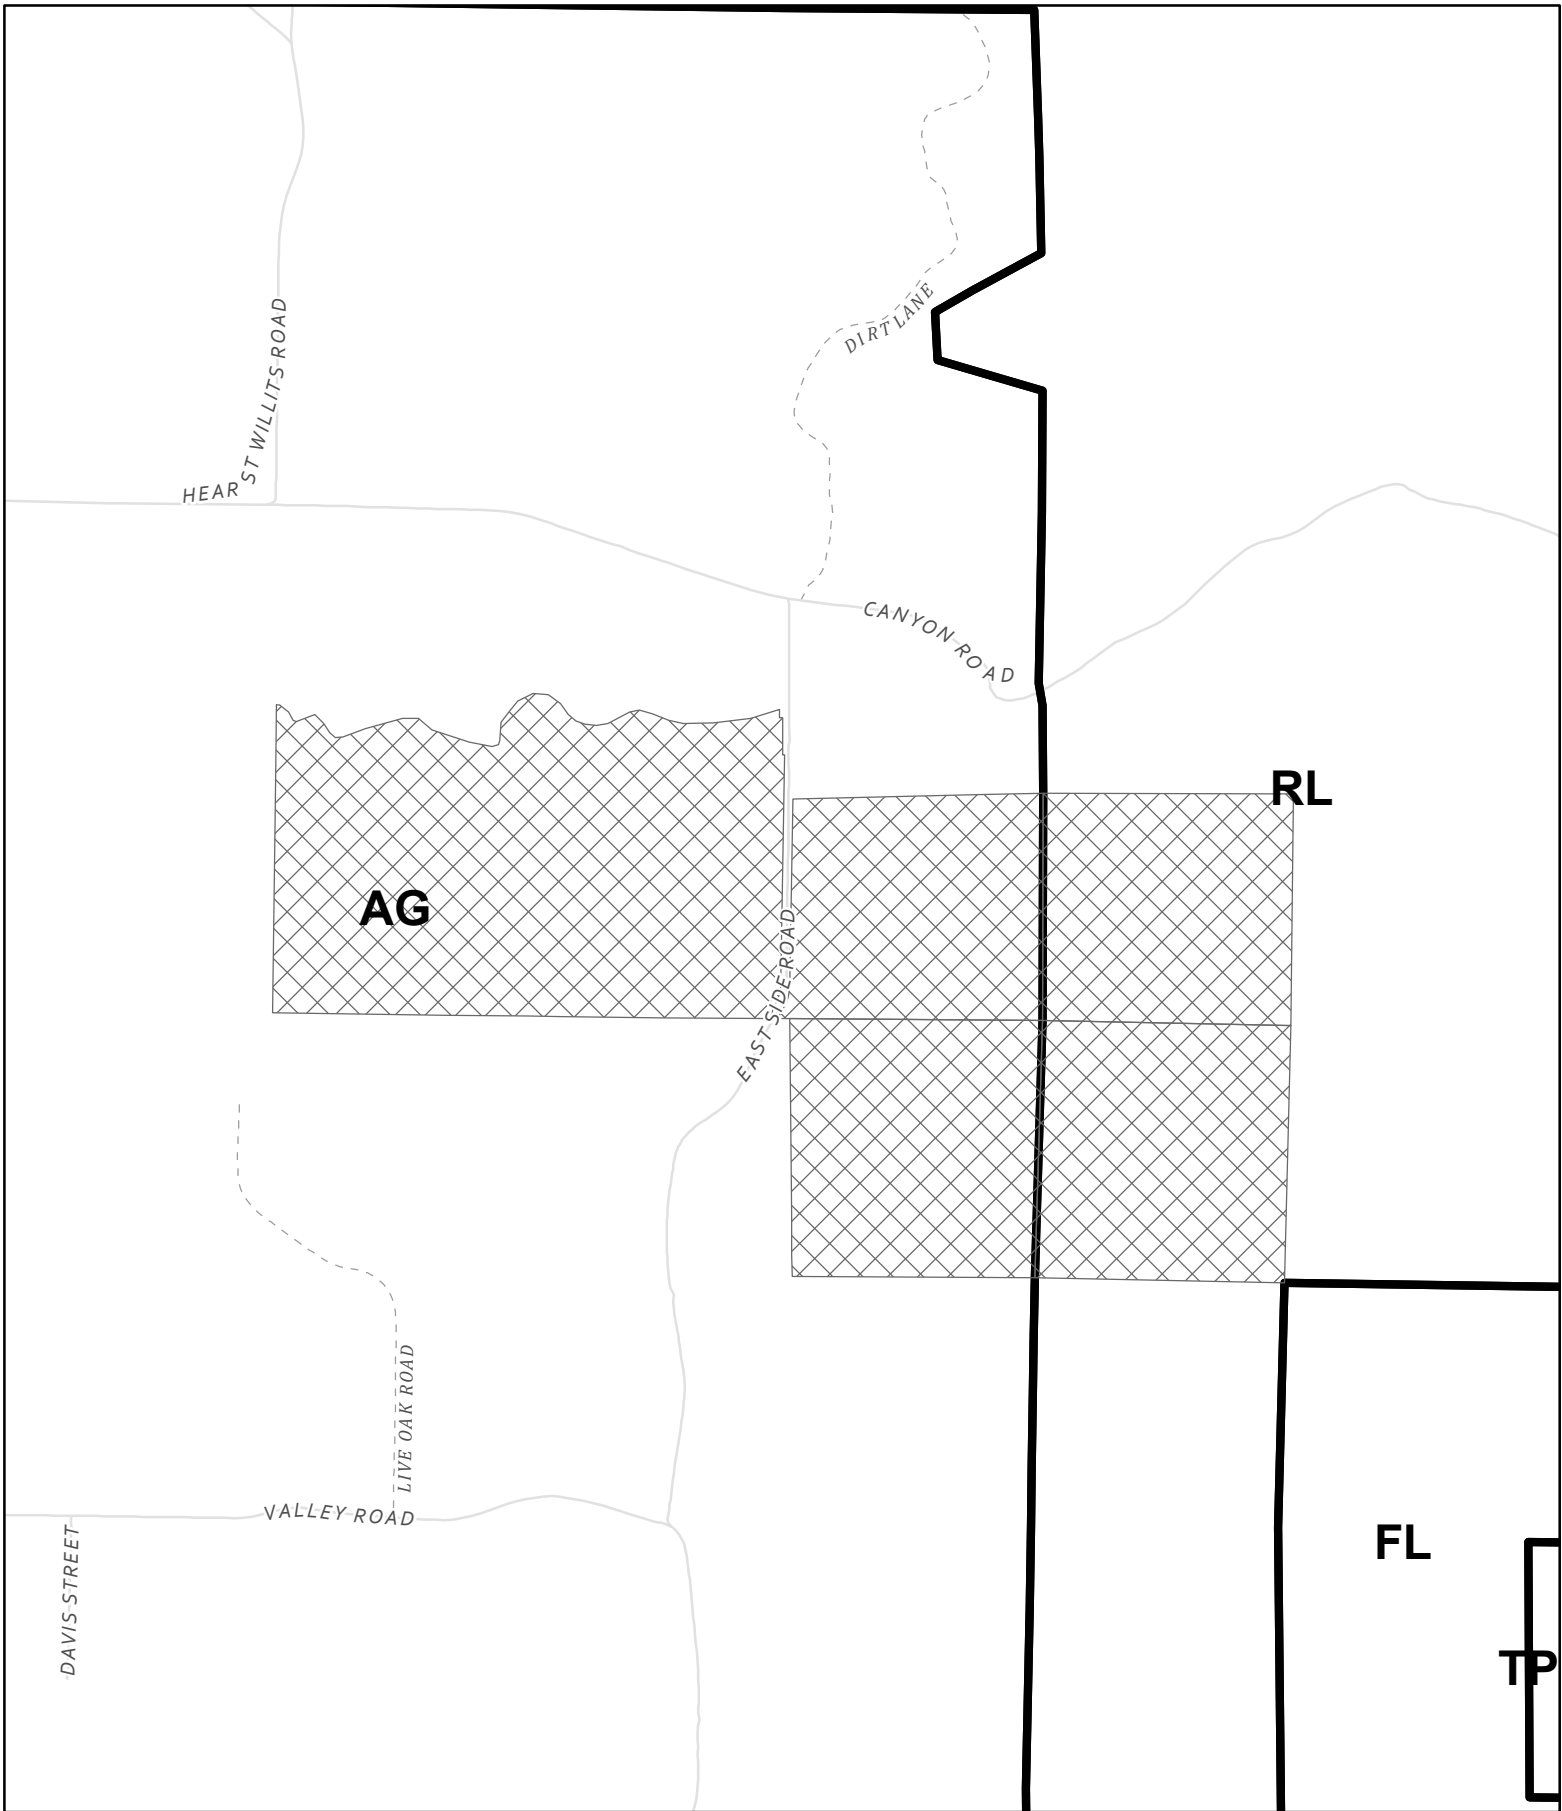 HEARST WILLITS ROAD
DIRT LANE
CANYON ROAD
RL
AG
EAST SIDE ROAD
LIVE OAK ROAD
VALLEY ROAD
DAVIS STREET
FL
TP